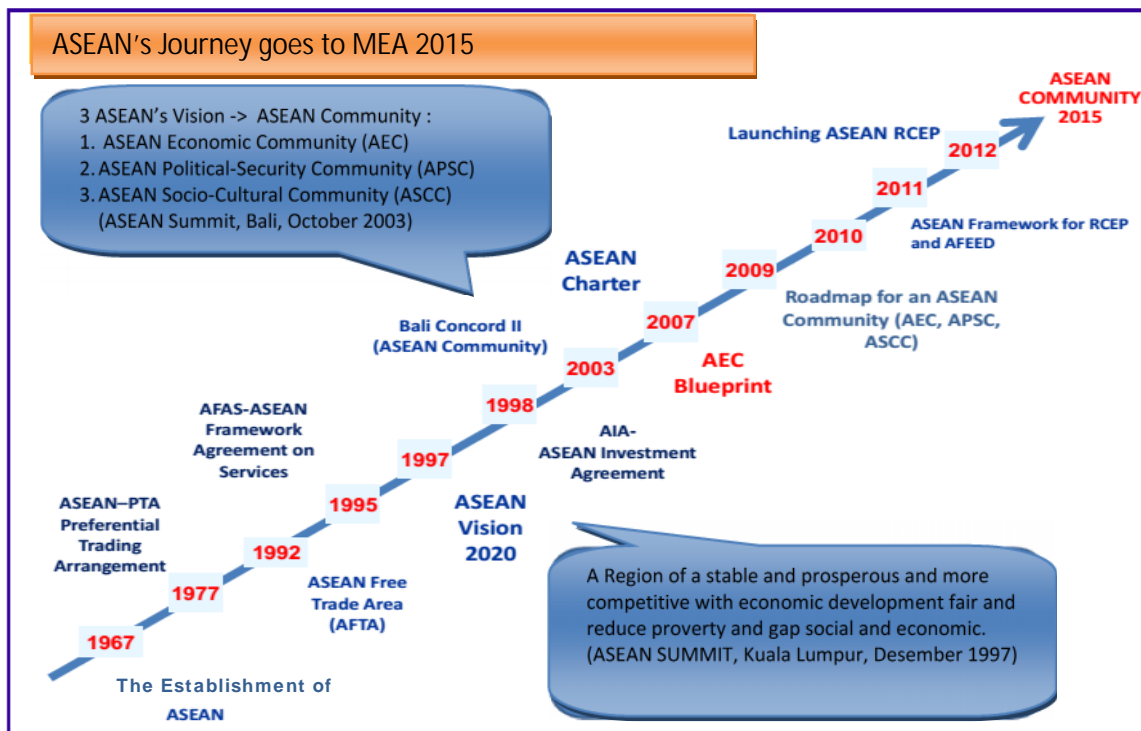 ASEAN's Journey goes to MEA 2015
3 ASEAN's Vision -> ASEAN Community :
1. ASEAN Economic Community (AEC)
2. ASEAN Political-Security Community (APSC)
3. ASEAN Socio-Cultural Community (ASCC)
(ASEAN Summit, Bali, October 2003)
ASEAN
COMMUNITY
2015
Launching ASEAN RCEP
2012
2011
ASEAN Framework for RCEP
and AFEED
2010
2009
Roadmap for an ASEAN
Community (AEC, APSC,
ASCC)
ASEAN
Charter
2007
AEC
Blueprint
Bali Concord II
(ASEAN Community)
2003
1998
AIA-
ASEAN Investment
Agreement
AFAS-ASEAN
Framework
Agreement on
Services
1997
ASEAN
Vision
2020
1995
ASEAN–PTA
Preferential
Trading
Arrangement
1992
ASEAN Free
Trade Area
(AFTA)
1977
1967
The Establishment of
ASEAN
A Region of a stable and prosperous and more
competitive with economic development fair and
reduce proverty and gap social and economic.
(ASEAN SUMMIT, Kuala Lumpur, Desember 1997)